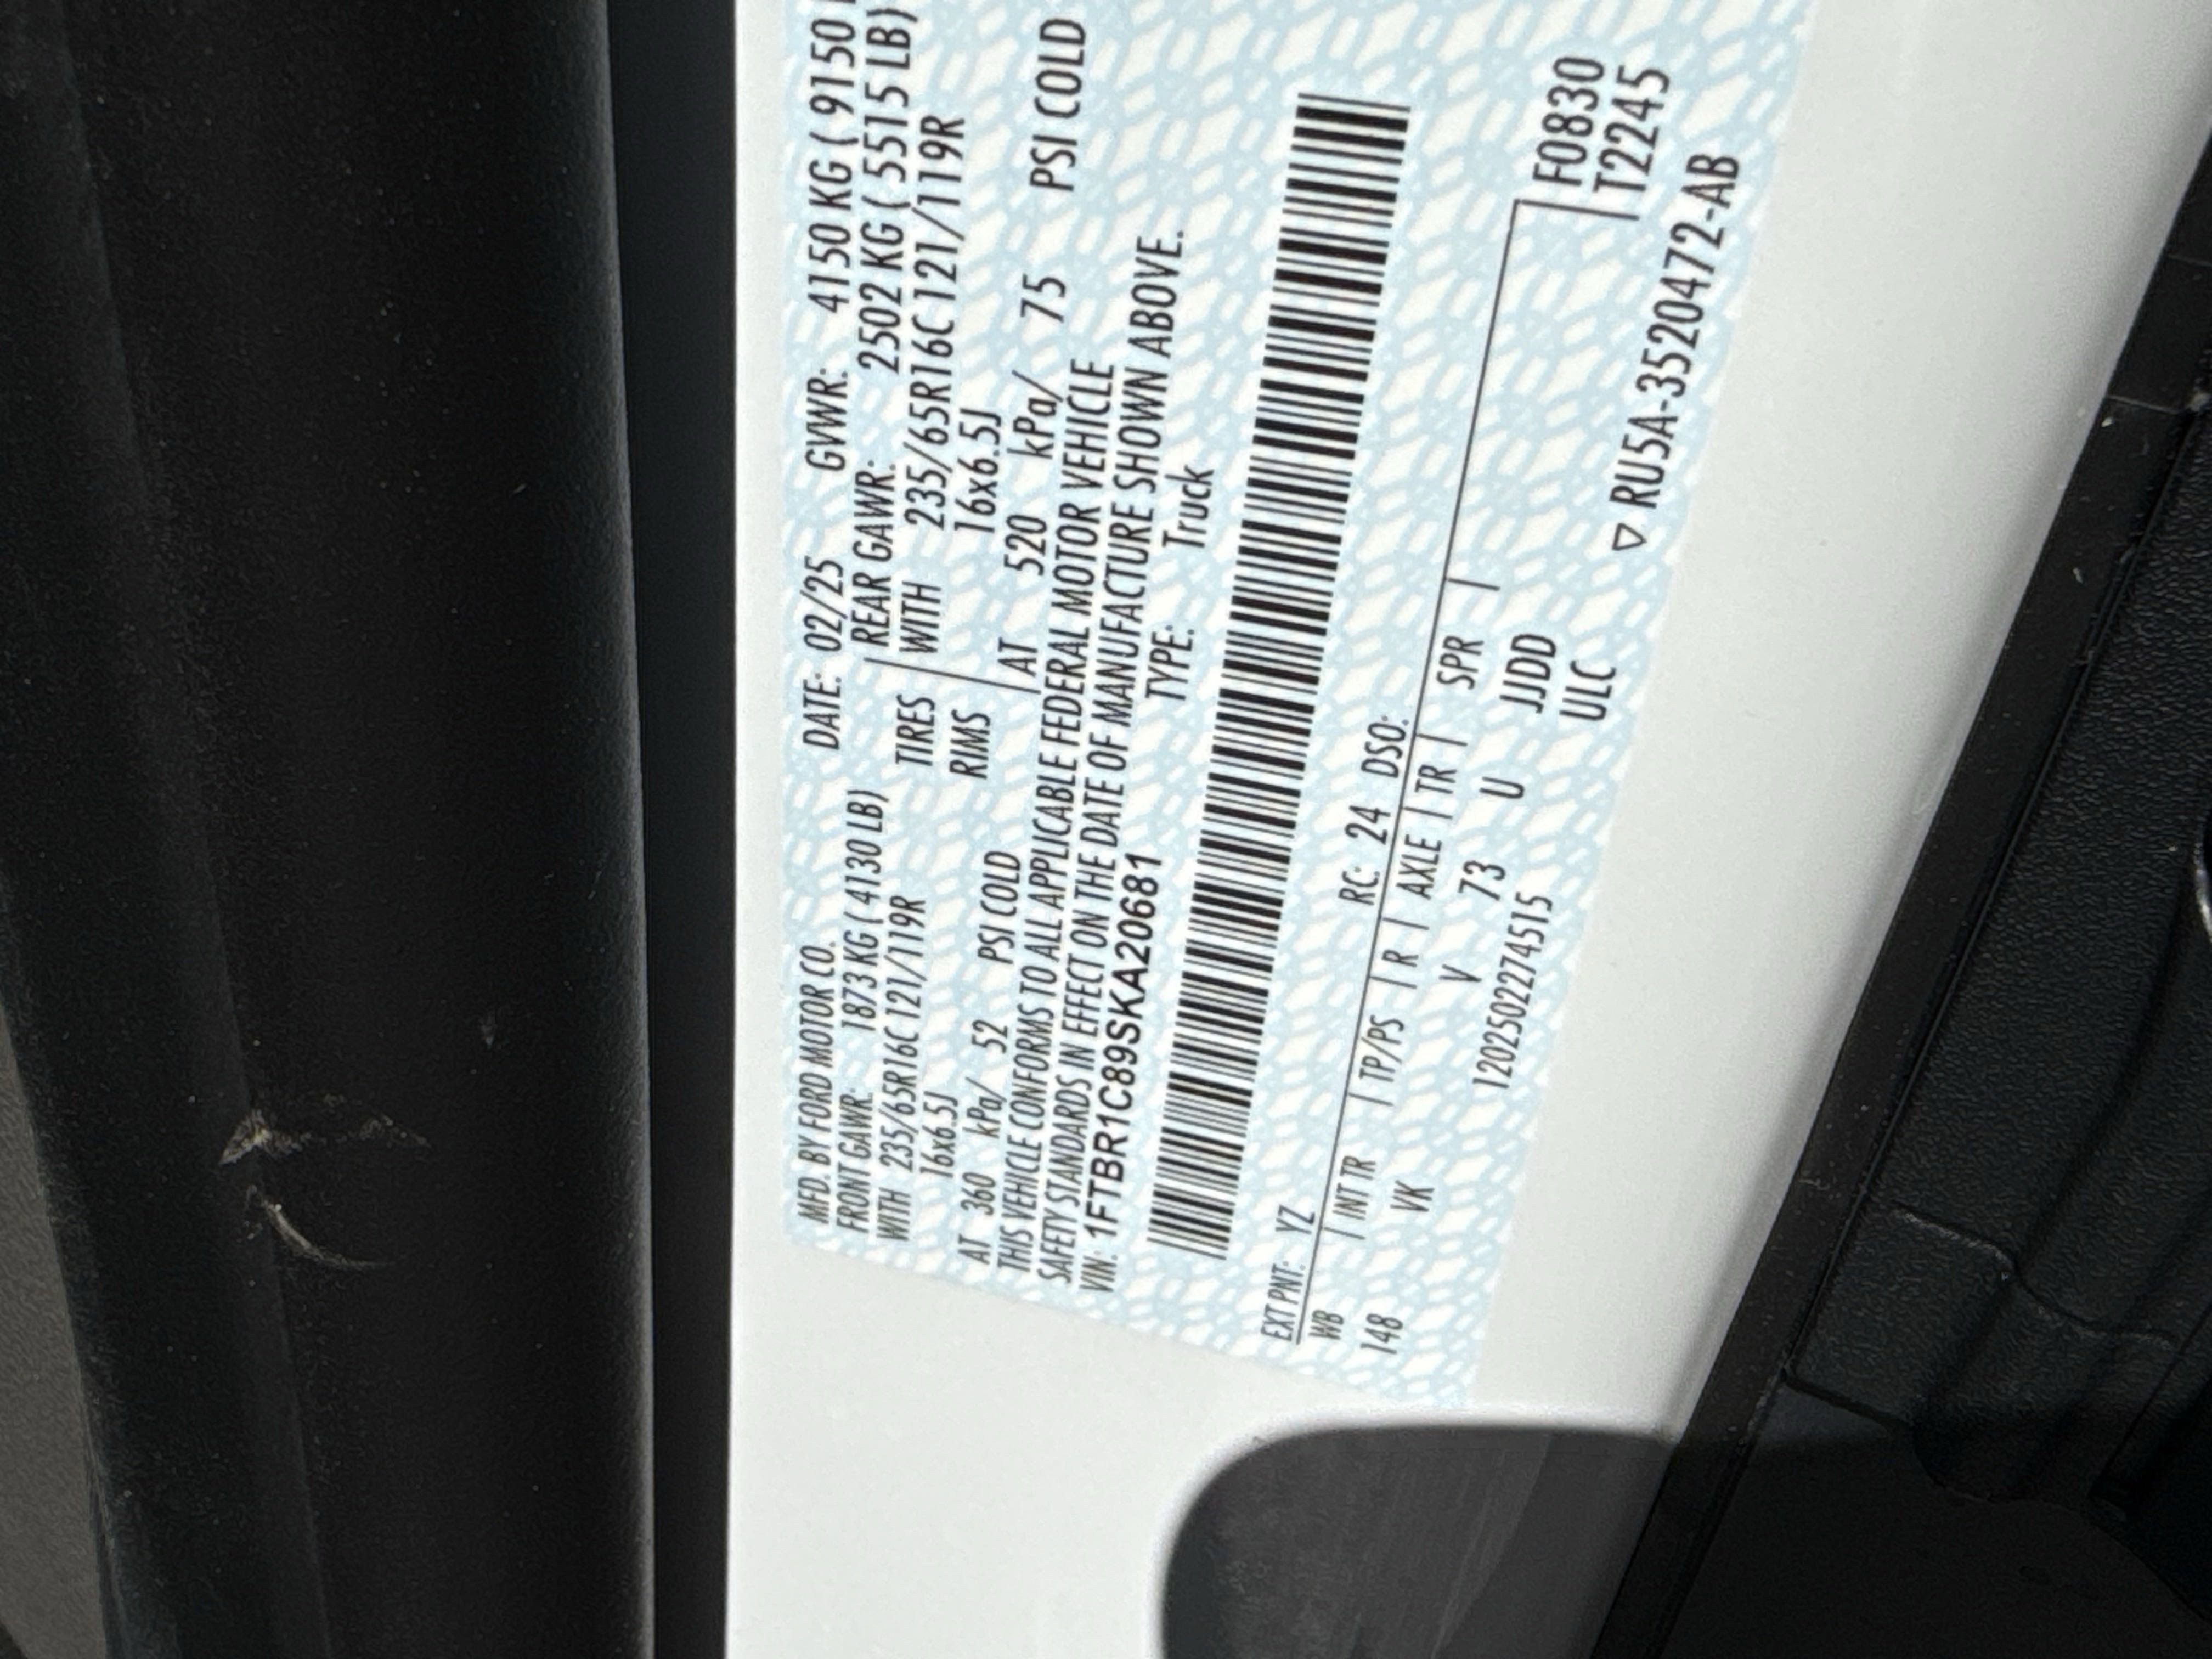 MFD. BY FORD MOTOR CO. DATE: 02/25 GVWR: 4150 KG ( 9150
FRONT GAWR: 1873 KG ( 4130 LB) REAR GAWR: 2502 KG ( 5515 LB)
WITH 235/65R16C 121/119R TIRES WITH 235/65R16C 121/119R
16x6.5J RIMS 16x6.5J
AT 360 kPa/ 52 PSI COLD AT 520 kPa/ 75 PSI COLD
THIS VEHICLE CONFORMS TO ALL APPLICABLE FEDERAL MOTOR VEHICLE
SAFETY STANDARDS IN EFFECT ON THE DATE OF MANUFACTURE SHOWN ABOVE.
VIN: 1FTBR1C89SKA20681 TYPE: Truck
EXT PNT: YZ RC: 24 DSO:
WB | INT TR | TP/PS | R | AXLE | TR | SPR | F0830
148 VK V 73 U JJDD T2245
1202502274515 ULC
▽ RU5A-3520472-AB